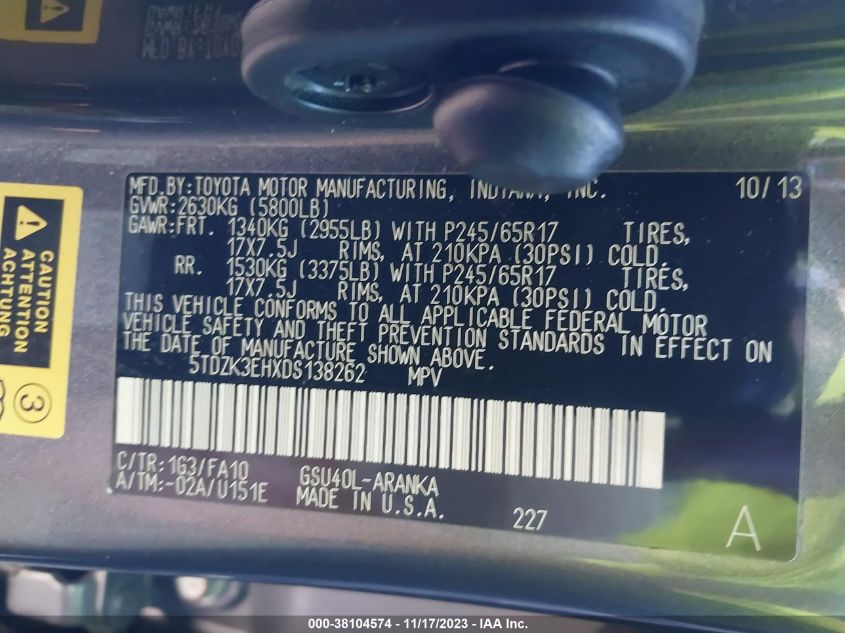 MFD.BY:TOYOTA MOTOR MANUFACTURING, INDIANA, INC. 10/13
GVWR:2630KG (5800LB)
GAWR:FRT. 1340KG (2955LB) WITH P245/65R17 TIRES,
17X7.5J RIMS, AT 210KPA (30PSI) COLD.
RR. 1530KG (3375LB) WITH P245/65R17 TIRES,
17X7.5J RIMS, AT 210KPA (30PSI) COLD.
THIS VEHICLE CONFORMS TO ALL APPLICABLE FEDERAL MOTOR
VEHICLE SAFETY AND THEFT PREVENTION STANDARDS IN EFFECT ON
THE DATE OF MANUFACTURE SHOWN ABOVE.
5TDZK3EHXDS138262 MPV
C/TR:1G3/FA10 GSU40L-ARANKA
A/TM:-02A/U151E MADE IN U.S.A.
227
A
CAUTION
ATTENTION
ACHTUNG
3
000-38104574 - 11/17/2023 - IAA Inc.